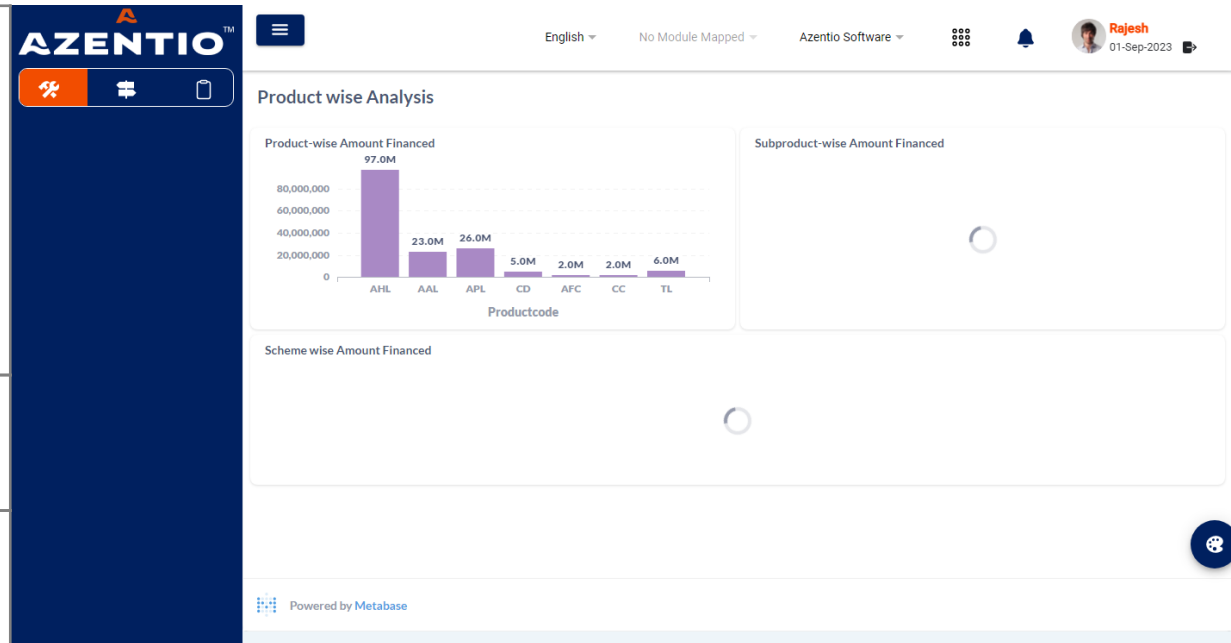 AZENTIO™
English
No Module Mapped
Azentio Software
Rajesh
01-Sep-2023
Product wise Analysis
Product-wise Amount Financed
97.0M
80,000,000
60,000,000
40,000,000
20,000,000
0
23.0M
26.0M
5.0M
2.0M
2.0M
6.0M
AHL AAL APL CD AFC CC TL
Productcode
Subproduct-wise Amount Financed
Scheme wise Amount Financed
Powered by Metabase